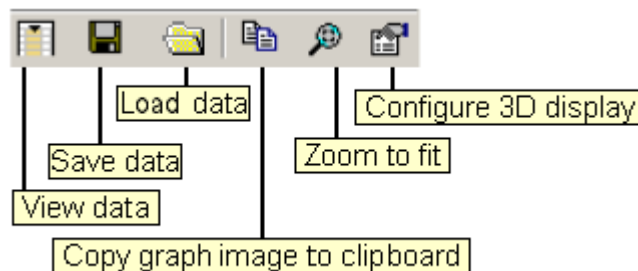 Load data
Configure 3D display
Save data
Zoom to fit
View data
Copy graph image to clipboard